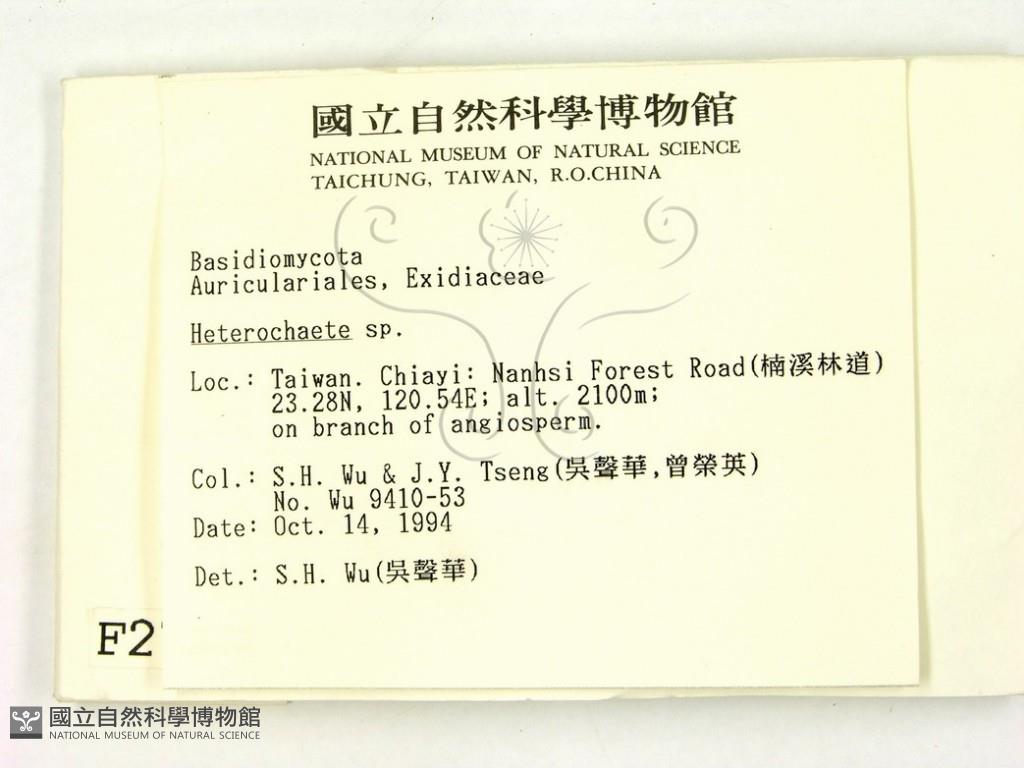 國立自然科學博物館
NATIONAL MUSEUM OF NATURAL SCIENCE
TAICHUNG, TAIWAN, R.O.CHINA
Basidiomycota
Auriculariales, Exidiaceae
Heterochaete sp.
Loc.: Taiwan. Chiayi: Nanhsi Forest Road(楠溪林道)
23.28N, 120.54E; alt. 2100m;
on branch of angiosperm.
Col.: S.H. Wu & J.Y. Tseng(吳聲華,曾榮英)
No. Wu 9410-53
Date: Oct. 14, 1994
Det.: S.H. Wu(吳聲華)
F2
國立自然科學博物館
NATIONAL MUSEUM OF NATURAL SCIENCE